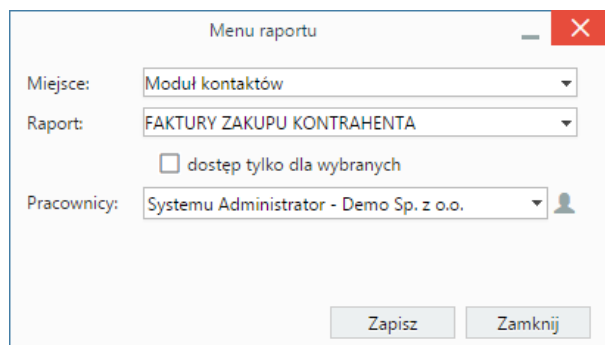 Menu raportu
Miejsce: Moduł kontaktów
Raport: FAKTURY ZAKUPU KONTRAHENTA
dostęp tylko dla wybranych
Pracownicy: Systemu Administrator - Demo Sp. z o.o.
Zapisz Zamknij